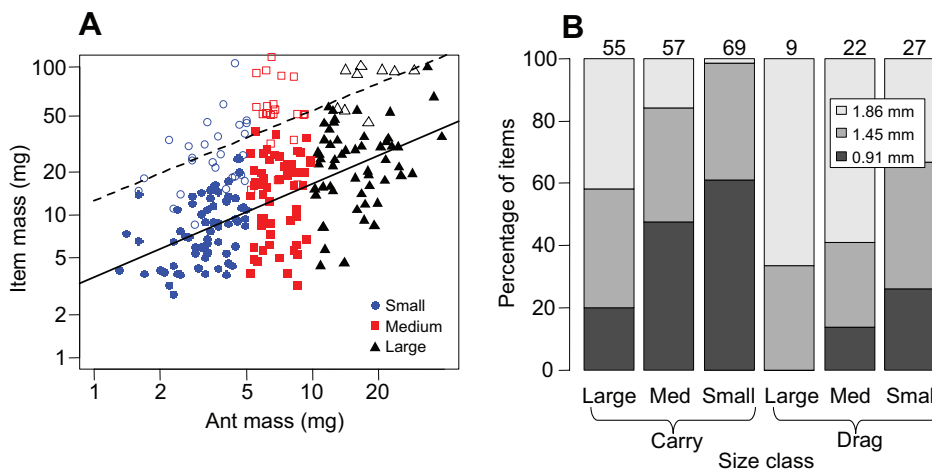 A
Item mass (mg)
100
50
20
10
5
2
1
Small
Medium
Large
1 2 5 10 20
Ant mass (mg)
B
55 57 69 9 22 27
Percentage of items
100
80
60
40
20
0
1.86 mm
1.45 mm
0.91 mm
Large Med Small Large Med Small
Carry Drag
Size class